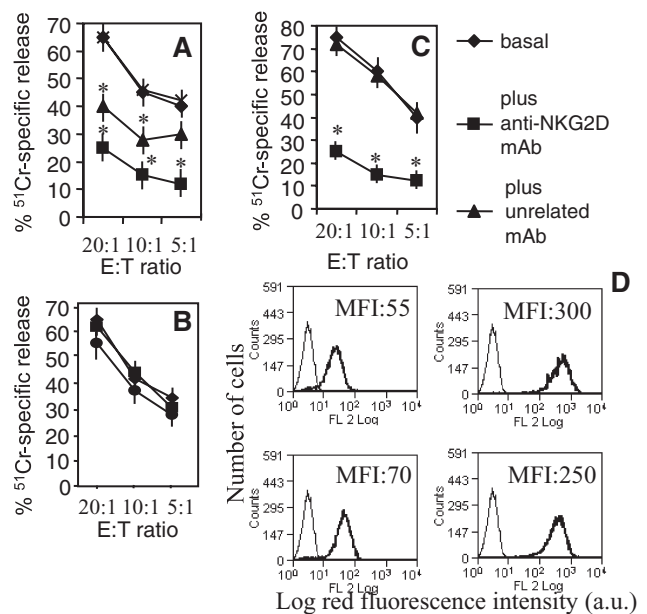 A
% ⁵¹Cr-specific release
70
60
50
40
30
20
10
0
*
*
*
*
*
20:1 10:1 5:1
E:T ratio
C
% ⁵¹Cr-specific release
80
70
60
50
40
30
20
10
0
*
*
*
20:1 10:1 5:1
E:T ratio
basal
plus
anti-NKG2D
mAb
plus
unrelated
mAb
B
% ⁵¹Cr-specific release
70
60
50
40
30
20
10
0
20:1 10:1 5:1
E:T ratio
D
Number of cells
MFI:55
Counts
591
443
295
147
0
10⁰ 10¹ 10² 10³ 10⁴
FL 2 Log
MFI:300
Counts
591
443
295
147
0
10⁰ 10¹ 10² 10³ 10⁴
FL 2 Log
MFI:70
Counts
591
443
295
147
0
10⁰ 10¹ 10² 10³ 10⁴
FL 2 Log
MFI:250
Counts
591
443
295
147
0
10⁰ 10¹ 10² 10³ 10⁴
FL 2 Log
Log red fluorescence intensity (a.u.)